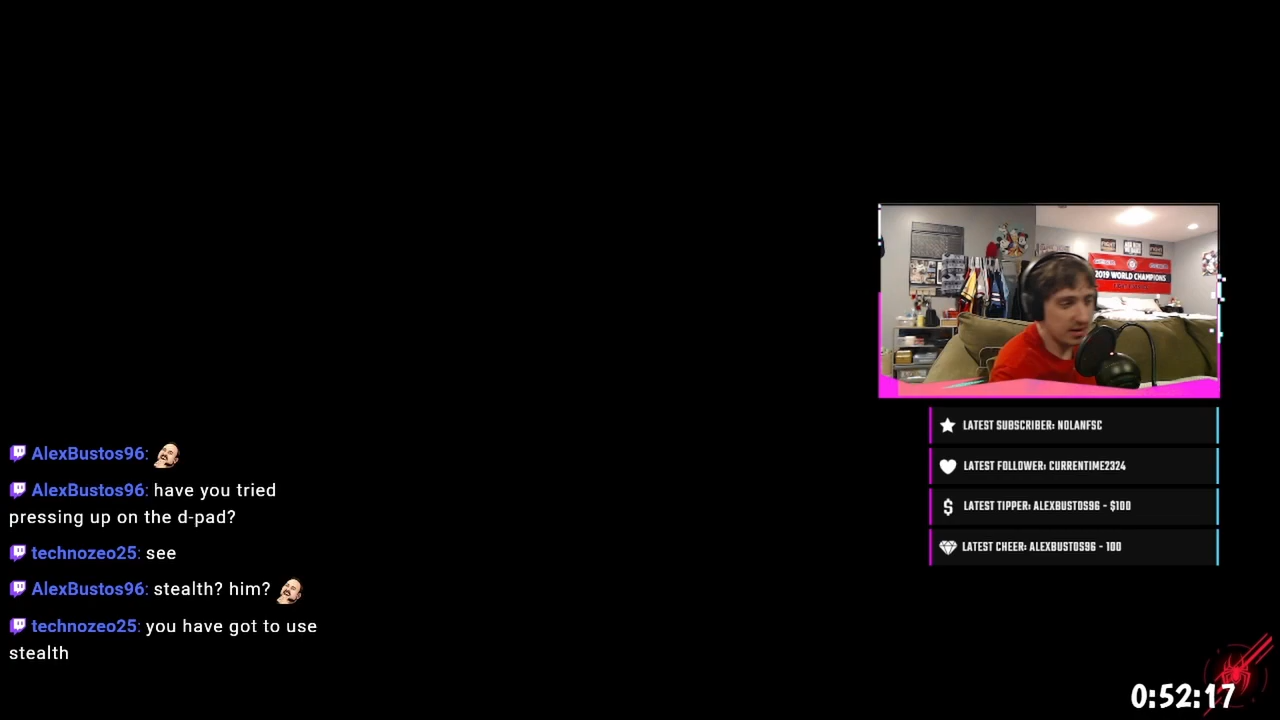 2019 WORLD CHAMPIONS
LATEST SUBSCRIBER: NOLANFSC
LATEST FOLLOWER: CURRENTIME2324
LATEST TIPPER: ALEXBUSTOS96 - $100
LATEST CHEER: ALEXBUSTOS96 - 100
AlexBustos96:
AlexBustos96: have you tried
pressing up on the d-pad?
technozeo25: see
AlexBustos96: stealth? him?
technozeo25: you have got to use
stealth
0:52:17